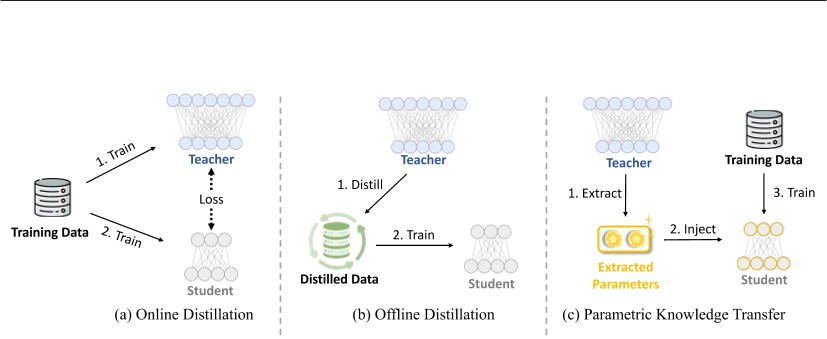 Teacher
1. Train
Loss
Training Data
2. Train
Student
(a) Online Distillation
Teacher
1. Distill
2. Train
Distilled Data
Student
(b) Offline Distillation
Teacher
Training Data
1. Extract
3. Train
2. Inject
Extracted
Parameters
Student
(c) Parametric Knowledge Transfer